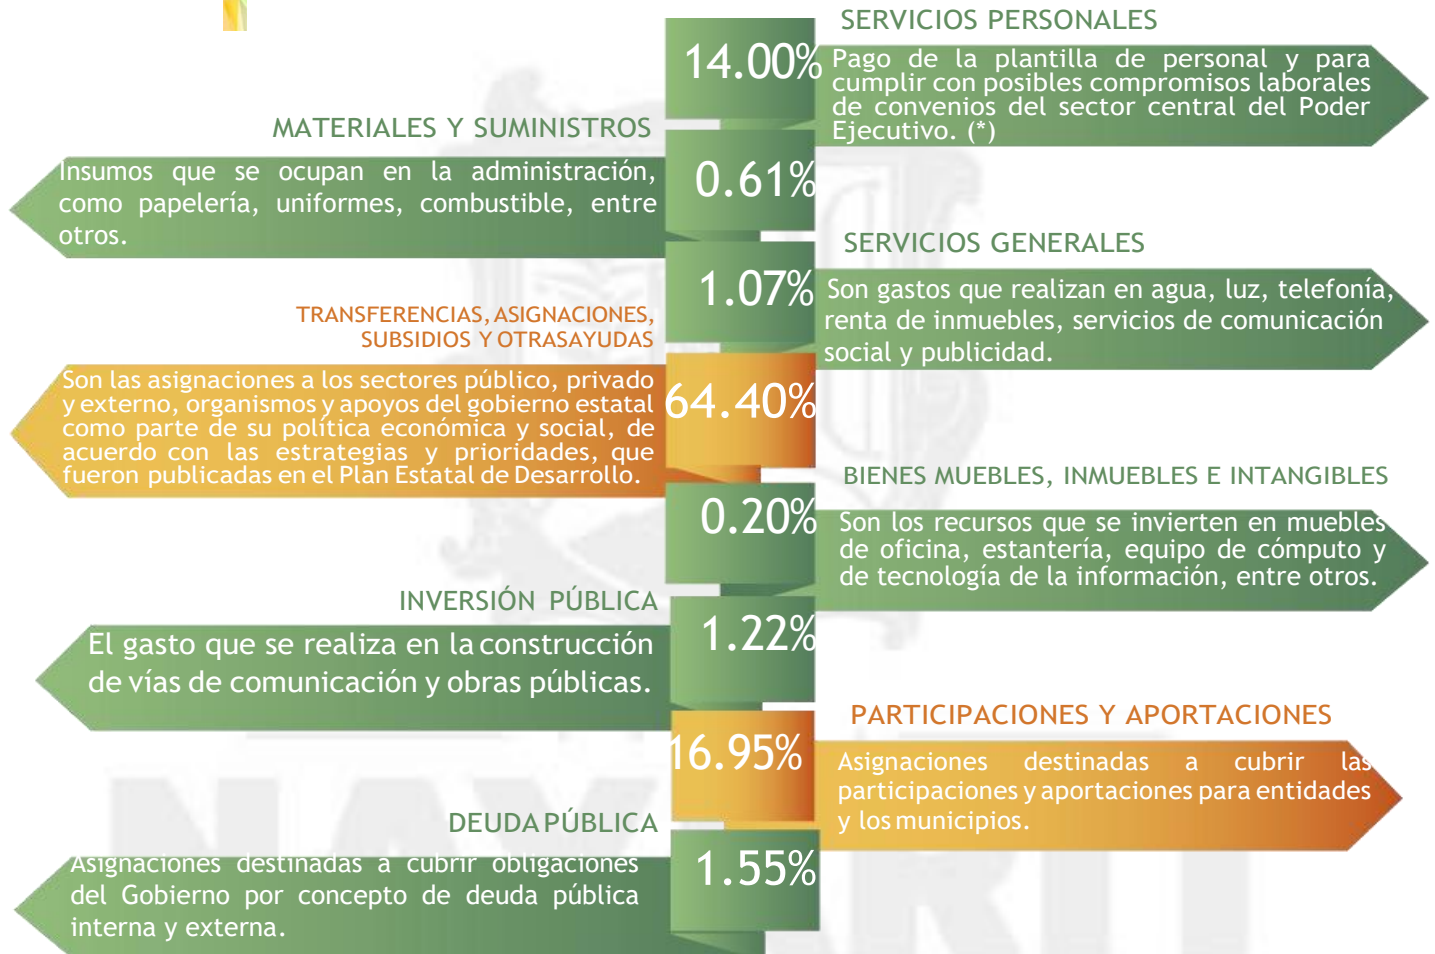 SERVICIOS PERSONALES
14.00%
Pago de la plantilla de personal y para
cumplir con posibles compromisos laborales
de convenios del sector central del Poder
Ejecutivo. (*)
MATERIALES Y SUMINISTROS
0.61%
Insumos que se ocupan en la administración,
como papelería, uniformes, combustible, entre
otros.
SERVICIOS GENERALES
1.07%
Son gastos que realizan en agua, luz, telefonía,
renta de inmuebles, servicios de comunicación
social y publicidad.
TRANSFERENCIAS, ASIGNACIONES,
SUBSIDIOS Y OTRASAYUDAS
64.40%
Son las asignaciones a los sectores público, privado
y externo, organismos y apoyos del gobierno estatal
como parte de su política económica y social, de
acuerdo con las estrategias y prioridades, que
fueron publicadas en el Plan Estatal de Desarrollo.
BIENES MUEBLES, INMUEBLES E INTANGIBLES
0.20%
Son los recursos que se invierten en muebles
de oficina, estantería, equipo de cómputo y
de tecnología de la información, entre otros.
INVERSIÓN PÚBLICA
1.22%
El gasto que se realiza en la construcción
de vías de comunicación y obras públicas.
PARTICIPACIONES Y APORTACIONES
16.95%
Asignaciones destinadas a cubrir las
participaciones y aportaciones para entidades
y los municipios.
DEUDA PÚBLICA
1.55%
Asignaciones destinadas a cubrir obligaciones
del Gobierno por concepto de deuda pública
interna y externa.